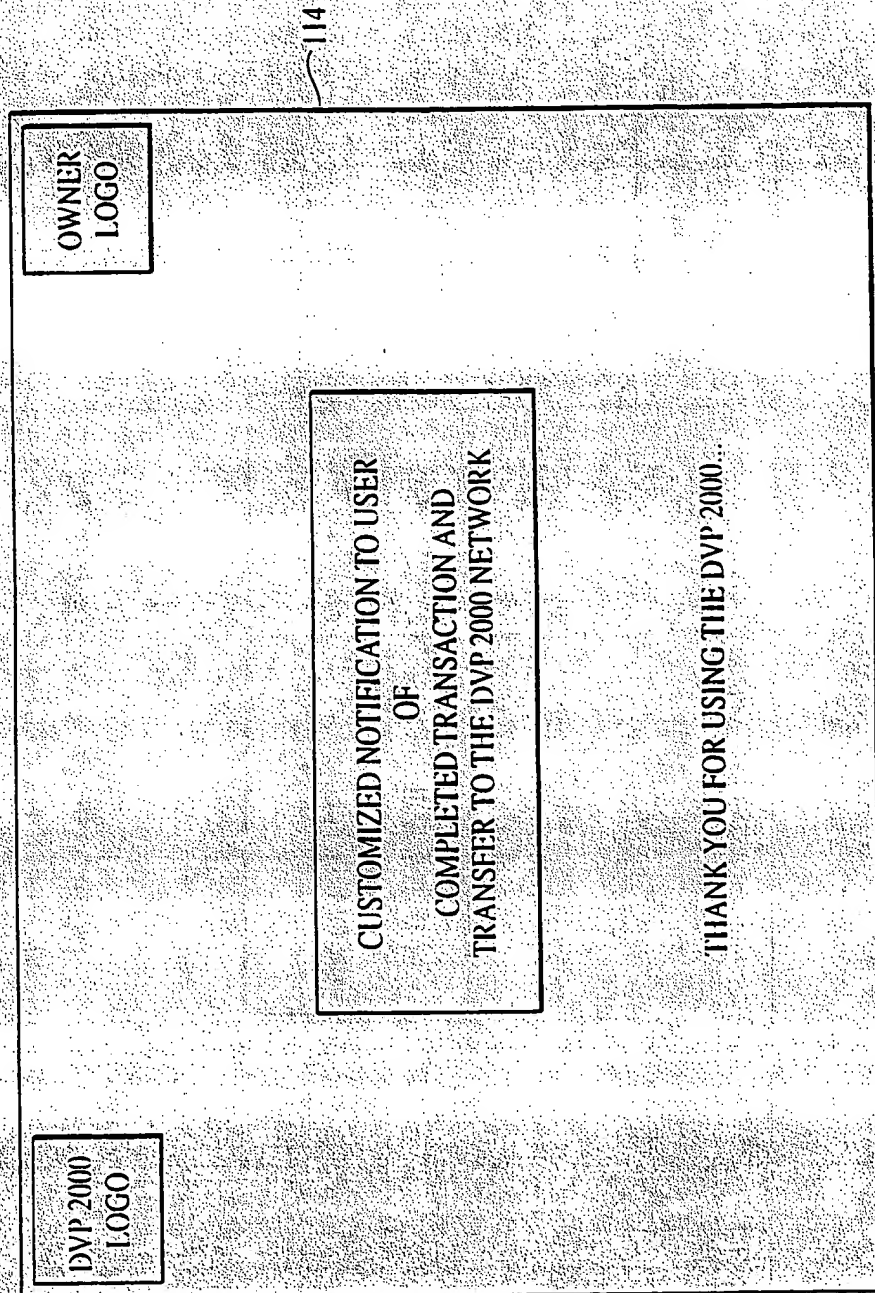 DVP 2000
LOGO
OWNER
LOGO
114
CUSTOMIZED NOTIFICATION TO USER
OF
COMPLETED TRANSACTION AND
TRANSFER TO THE DVP 2000 NETWORK
THANK YOU FOR USING THE DVP 2000...